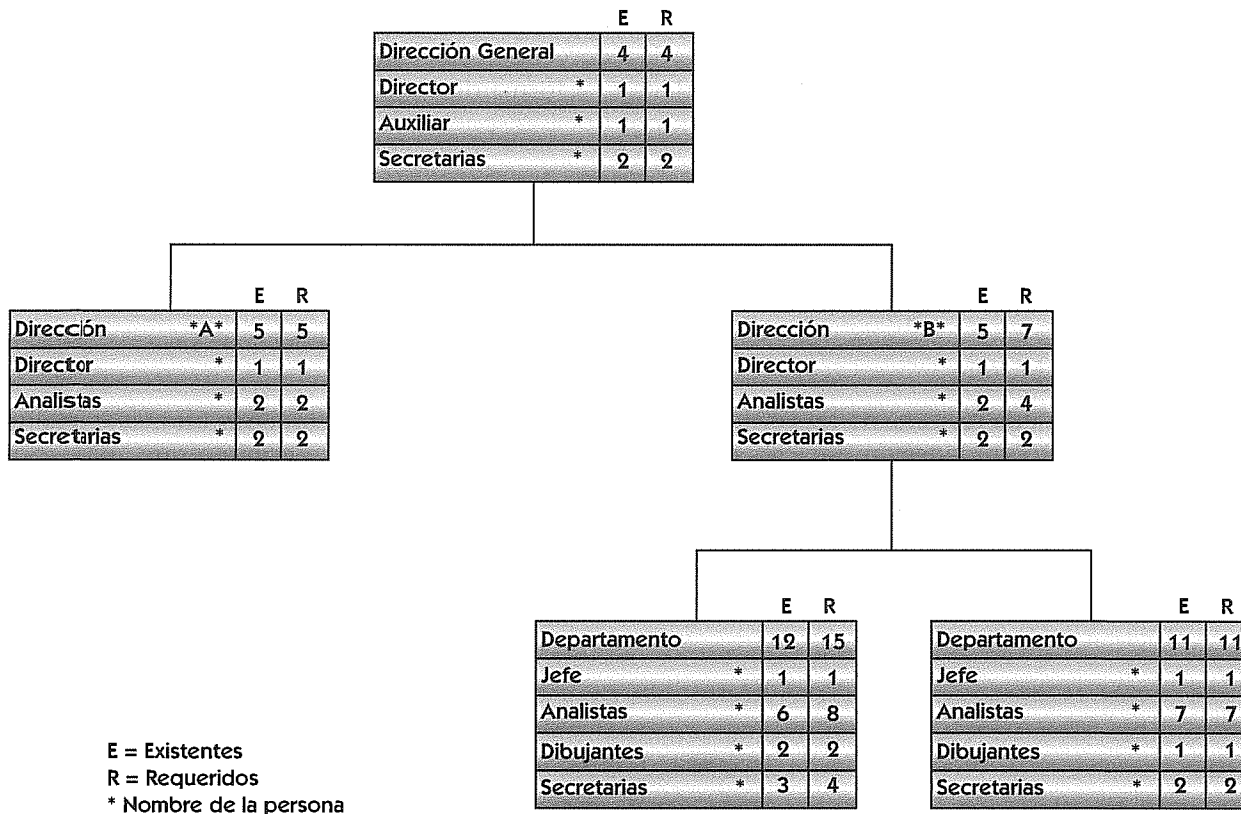 E R
Dirección General 4 4
Director * 1 1
Auxiliar * 1 1
Secretarias * 2 2
E R
Dirección *A* 5 5
Director * 1 1
Analistas * 2 2
Secretarias * 2 2
E R
Dirección *B* 5 7
Director * 1 1
Analistas * 2 4
Secretarias * 2 2
E R
Departamento 12 15
Jefe * 1 1
Analistas * 6 8
Dibujantes * 2 2
Secretarias * 3 4
E R
Departamento 11 11
Jefe * 1 1
Analistas * 7 7
Dibujantes * 1 1
Secretarias * 2 2
E = Existentes
R = Requeridos
* Nombre de la persona